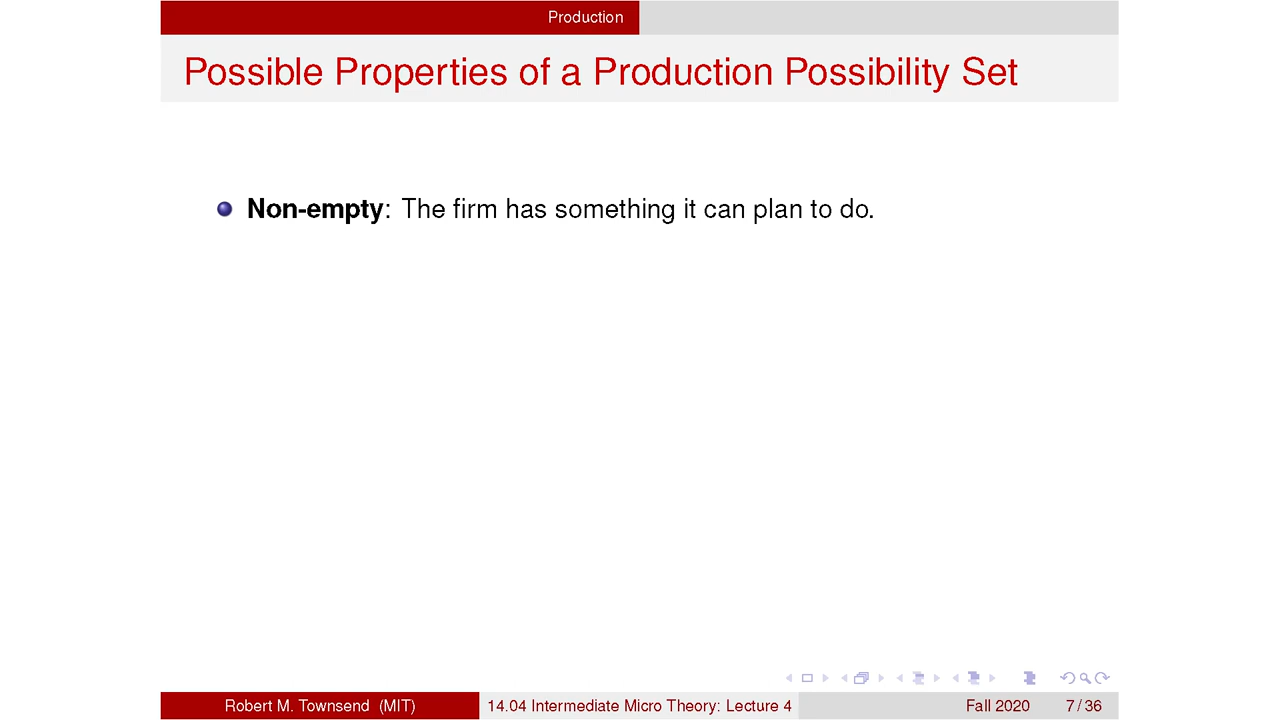 Production
Possible Properties of a Production Possibility Set
Non-empty: The firm has something it can plan to do.
Robert M. Townsend (MIT) 14.04 Intermediate Micro Theory: Lecture 4 Fall 2020 7 / 36